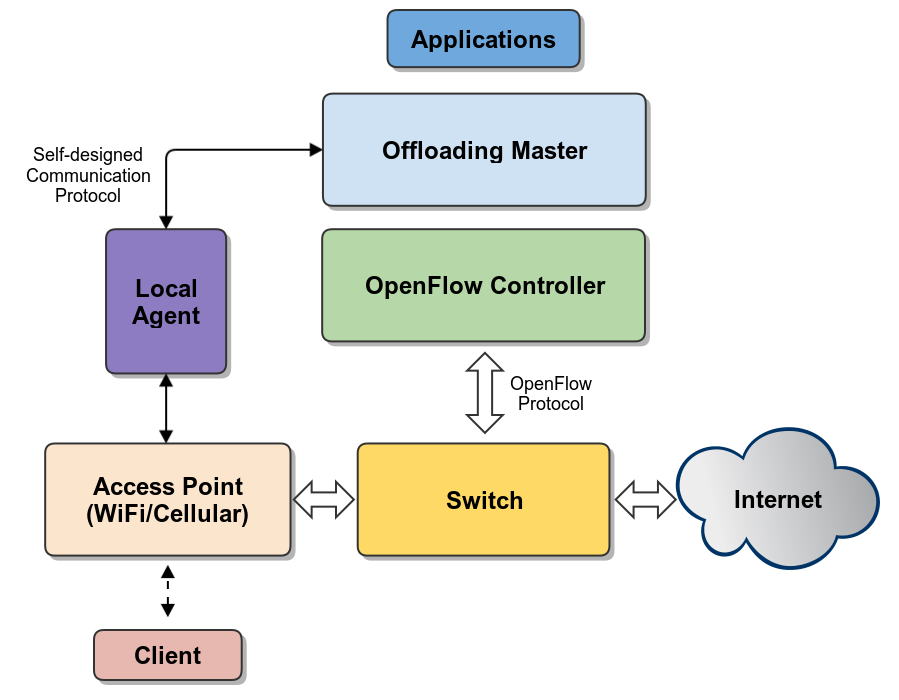 Applications
Offloading Master
Self-designed
Communication
Protocol
Local
Agent
OpenFlow Controller
OpenFlow
Protocol
Access Point
(WiFi/Cellular)
Switch
Internet
Client